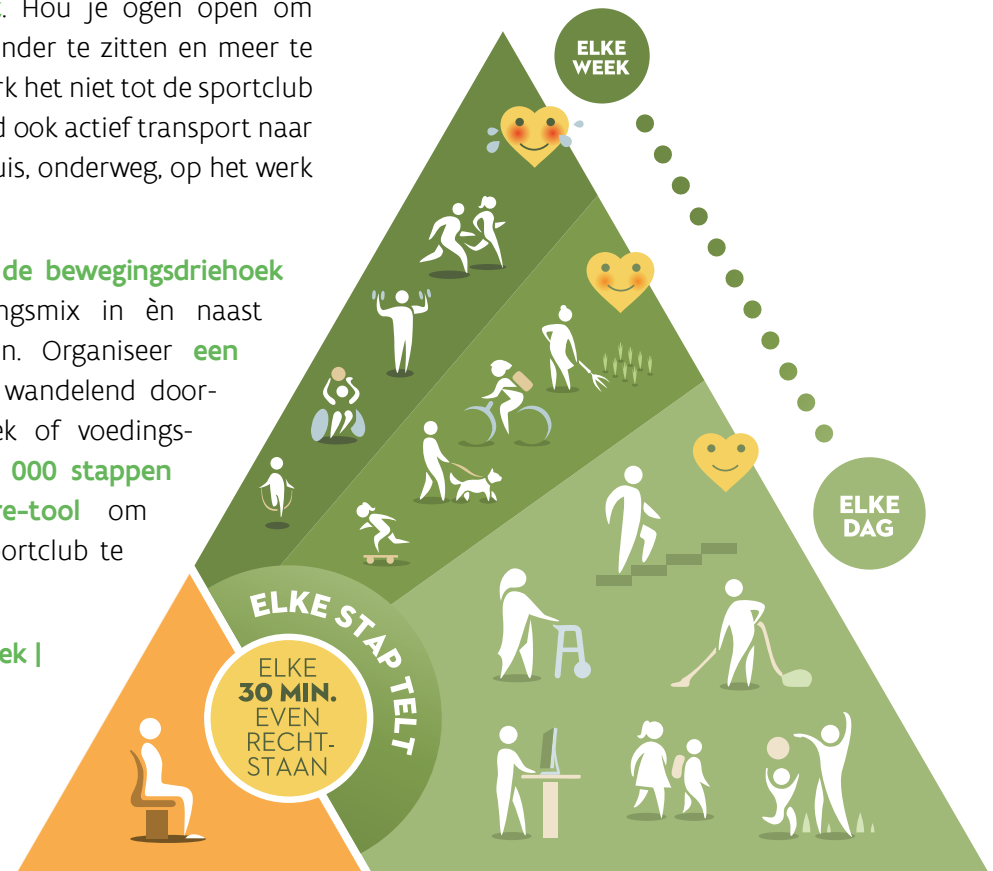 . Hou je ogen open om
nder te zitten en meer te
rk het niet tot de sportclub
d ook actief transport naar
uis, onderweg, op het werk
de bewegingsdriehoek
ngsmix in èn naast
n. Organiseer een
wandelend door-
ek of voedings-
000 stappen
re-tool om
portclub te
ek |
ELKE
WEEK
ELKE
DAG
ELKE STAP TELT
ELKE
30 MIN.
EVEN
RECHT-
STAAN